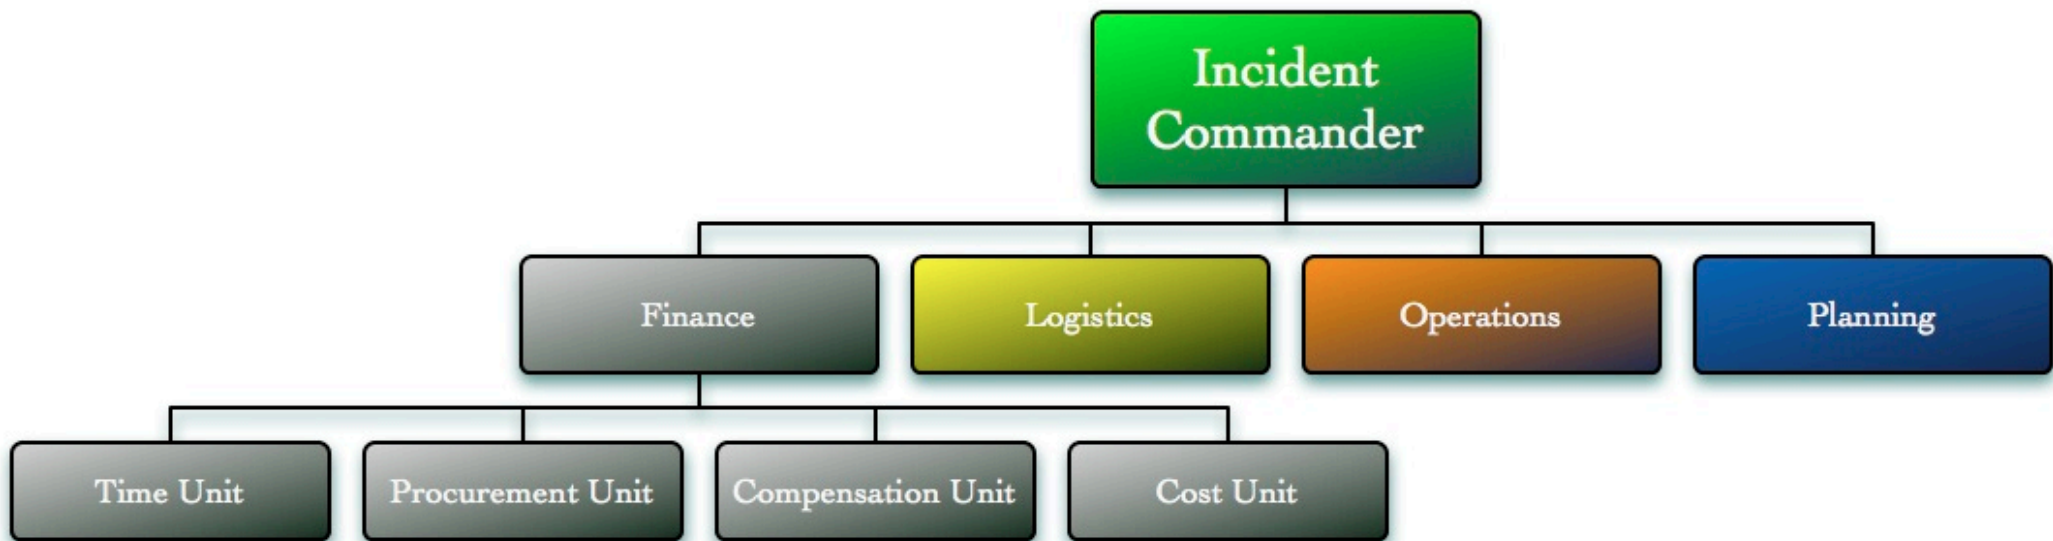 Incident
Commander
Finance
Logistics
Operations
Planning
Time Unit
Procurement Unit
Compensation Unit
Cost Unit